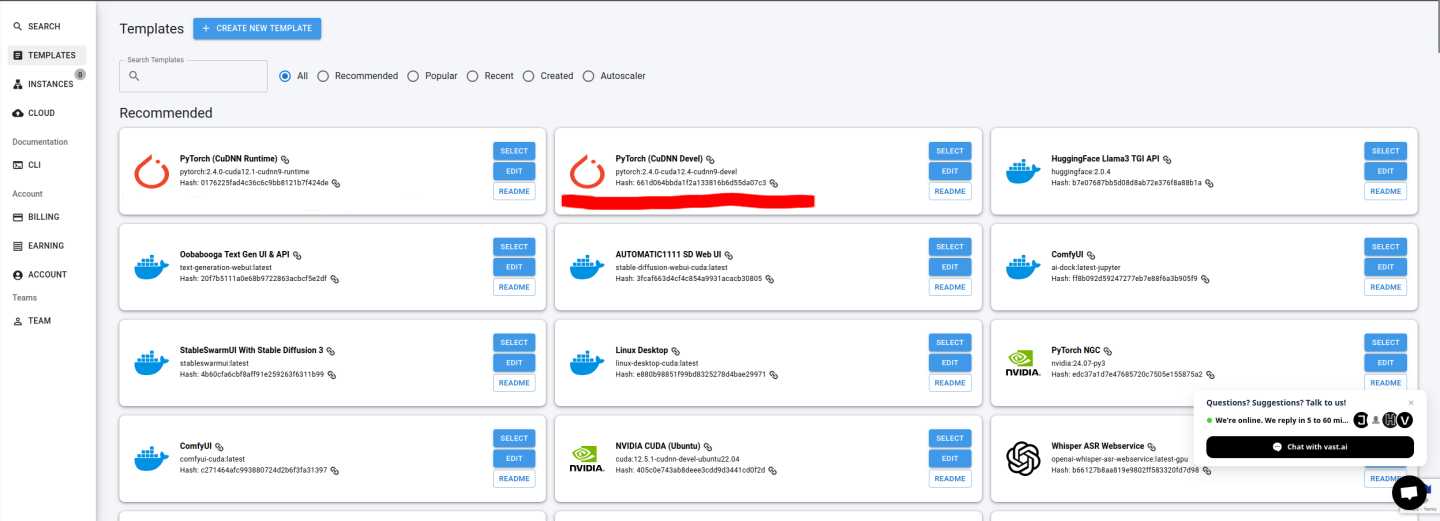 SEARCH
TEMPLATES
INSTANCES
0
CLOUD
Documentation
CLI
Account
BILLING
EARNING
ACCOUNT
Teams
TEAM
Templates
+ CREATE NEW TEMPLATE
Search Templates
All Recommended Popular Recent Created Autoscaler
Recommended
PyTorch (CuDNN Runtime)
pytorch:2.4.0-cuda12.1-cudnn9-runtime
Hash: 0176225fad4c36c6c9bb8121b7f424de
SELECT
EDIT
README
PyTorch (CuDNN Devel)
pytorch:2.4.0-cuda12.4-cudnn9-devel
Hash: 661d064bbda1f2a133816b6d55da07c3
SELECT
EDIT
README
HuggingFace Llama3 TGI API
huggingface:2.0.4
Hash: b7e07687bb5d08d8ab72e376f8a88b1a
SELECT
EDIT
README
Oobabooga Text Gen UI & API
text-generation-webui:latest
Hash: 20f7b5111a0e68b9722863acbcf5e2df
SELECT
EDIT
README
AUTOMATIC1111 SD Web UI
stable-diffusion-webui-cuda:latest
Hash: 3fcaf663d4cf4c854a9931acacb30805
SELECT
EDIT
README
ComfyUI
ai-dock:latest-jupyter
Hash: ff8b092d59247277eb7e88f6a3b905f9
SELECT
EDIT
README
StableSwarmUI With Stable Diffusion 3
stableswarmui:latest
Hash: 4b60cfa6cbf8aff91e259263f6311b99
SELECT
EDIT
README
Linux Desktop
linux-desktop-cuda:latest
Hash: e880b98851f99bd8325278d4bae29971
SELECT
EDIT
README
NVIDIA.
PyTorch NGC
nvidia:24.07-py3
Hash: edc37a1d7e47685720c7505e155875a2
SELECT
EDIT
README
ComfyUI
comfyui-cuda:latest
Hash: c271464afc993880724d2b6f3fa31397
SELECT
EDIT
README
NVIDIA.
NVIDIA CUDA (Ubuntu)
cuda:12.5.1-cudnn-devel-ubuntu22.04
Hash: 405c0e743ab8deee3cdd9d3441cd0f2d
SELECT
EDIT
README
Whisper ASR Webservice
openai-whisper-asr-webservice:latest-gpu
Hash: b66127b8aa819e9802ff583320fd7d98
README
Questions? Suggestions? Talk to us!
We're online. We reply in 5 to 60 mi...
J H V
Chat with vast.ai